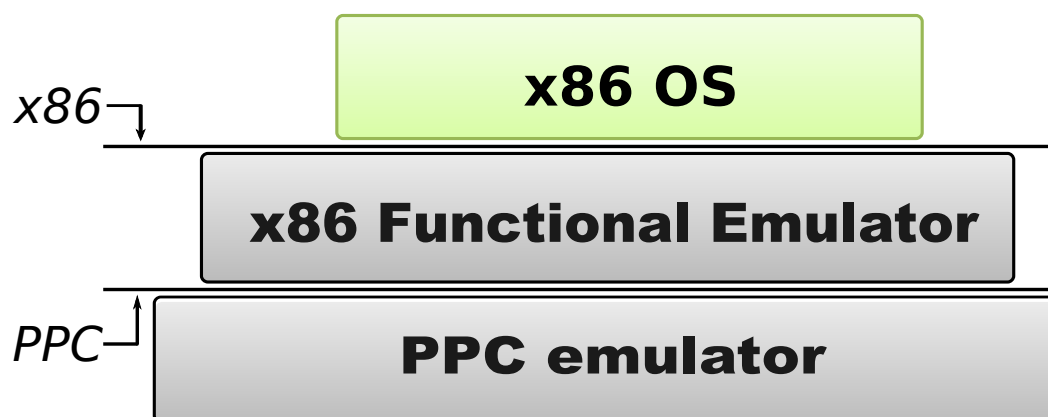 x86 OS
x86
x86 Functional Emulator
PPC
PPC emulator